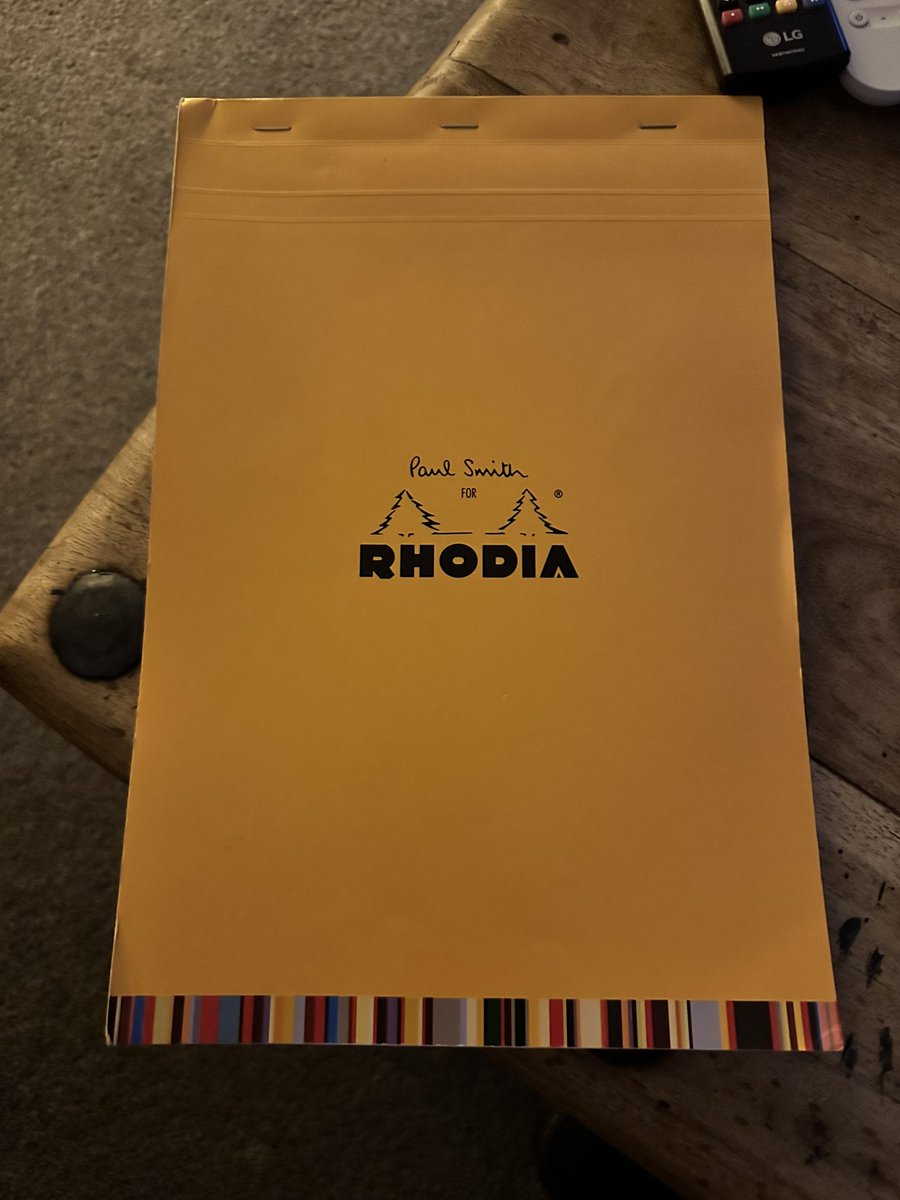 LG
Paul Smith
FOR
®
RHODIA